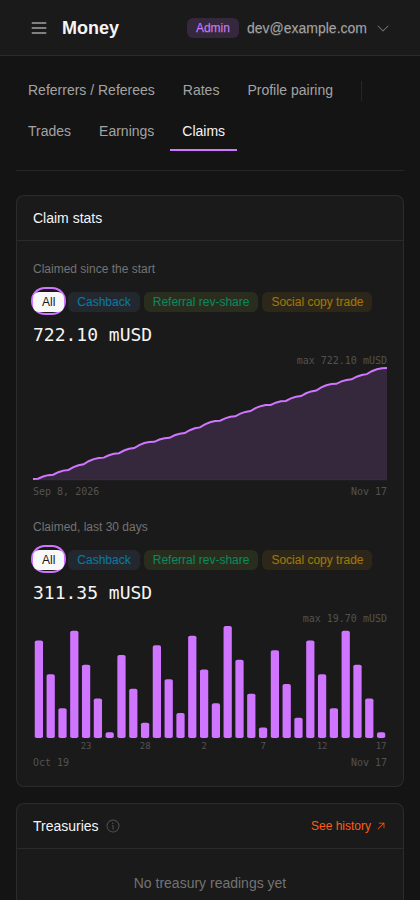 Money
Admin
dev@example.com
Referrers / Referees
Rates
Profile pairing
Trades
Earnings
Claims
Claim stats
Claimed since the start
All
Cashback
Referral rev-share
Social copy trade
722.10 mUSD
max 722.10 mUSD
Sep 8, 2026
Nov 17
Claimed, last 30 days
All
Cashback
Referral rev-share
Social copy trade
311.35 mUSD
max 19.70 mUSD
23
28
2
7
12
17
Oct 19
Nov 17
Treasuries
See history
No treasury readings yet